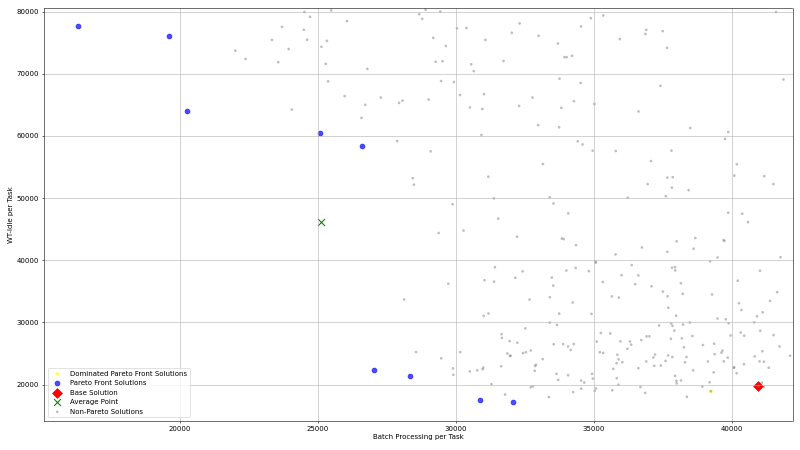 80000
70000
60000
50000
40000
30000
20000
WT-Idle per Task
Dominated Pareto Front Solutions
Pareto Front Solutions
Base Solution
Average Point
Non-Pareto Solutions
20000 25000 30000 35000 40000
Batch Processing per Task